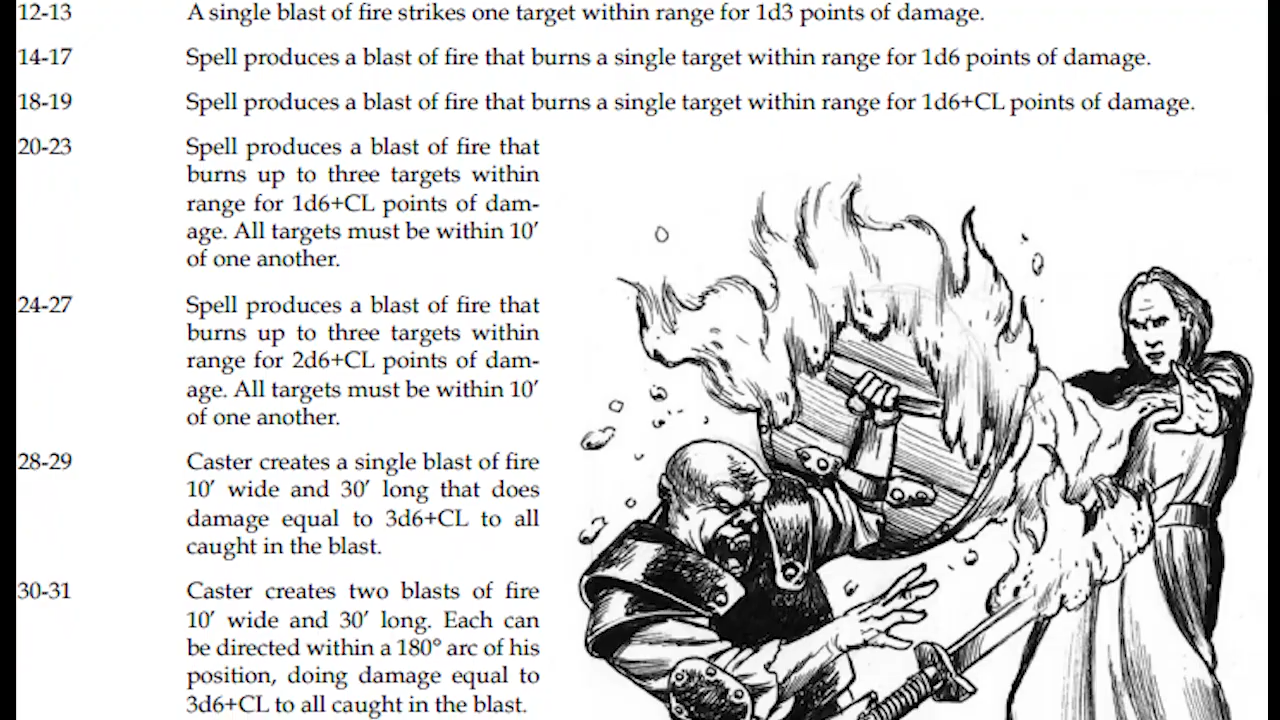 12-13 A single blast of fire strikes one target within range for 1d3 points of damage.
14-17 Spell produces a blast of fire that burns a single target within range for 1d6 points of damage.
18-19 Spell produces a blast of fire that burns a single target within range for 1d6+CL points of damage.
20-23 Spell produces a blast of fire that
burns up to three targets within
range for 1d6+CL points of dam-
age. All targets must be within 10′
of one another.
24-27 Spell produces a blast of fire that
burns up to three targets within
range for 2d6+CL points of dam-
age. All targets must be within 10′
of one another.
28-29 Caster creates a single blast of fire
10′ wide and 30′ long that does
damage equal to 3d6+CL to all
caught in the blast.
30-31 Caster creates two blasts of fire
10′ wide and 30′ long. Each can
be directed within a 180° arc of his
position, doing damage equal to
3d6+CL to all caught in the blast.